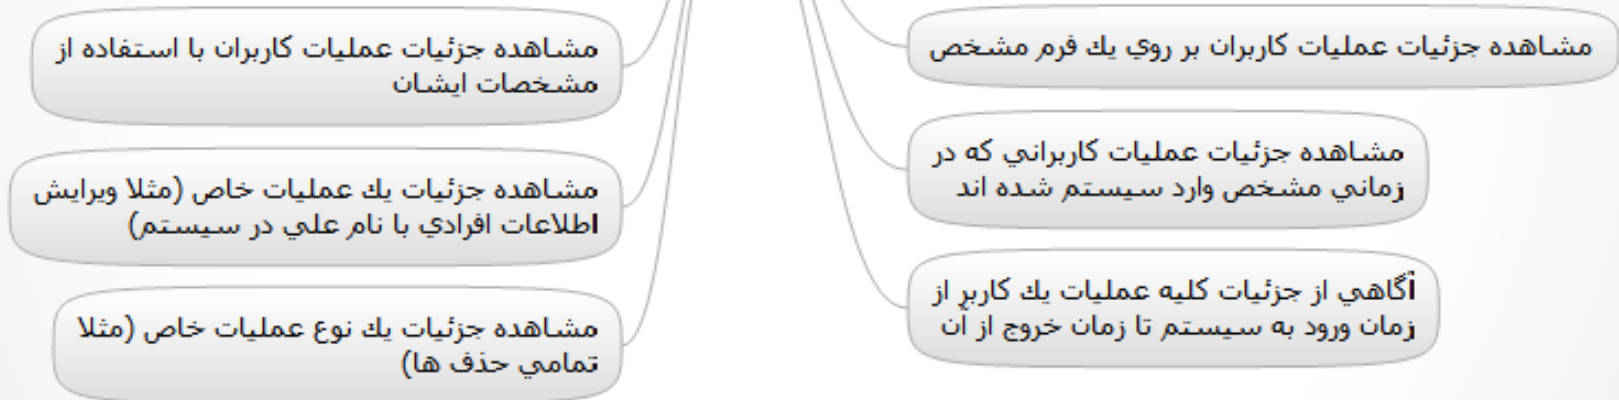 مشاهده جزئيات عمليات كاربران بر روي يك فرم مشخص
مشاهده جزئيات عمليات كاربراني كه در
زماني مشخص وارد سيستم شده اند
آگاهي از جزئيات كليه عمليات يك كاربر از
زمان ورود به سيستم تا زمان خروج از آن
مشاهده جزئيات عمليات كاربران با استفاده از
مشخصات ايشان
مشاهده جزئيات يك عمليات خاص (مثلا ويرايش
اطلاعات افرادي با نام علي در سيستم)
مشاهده جزئيات يك نوع عمليات خاص (مثلا
تمامي حذف ها)